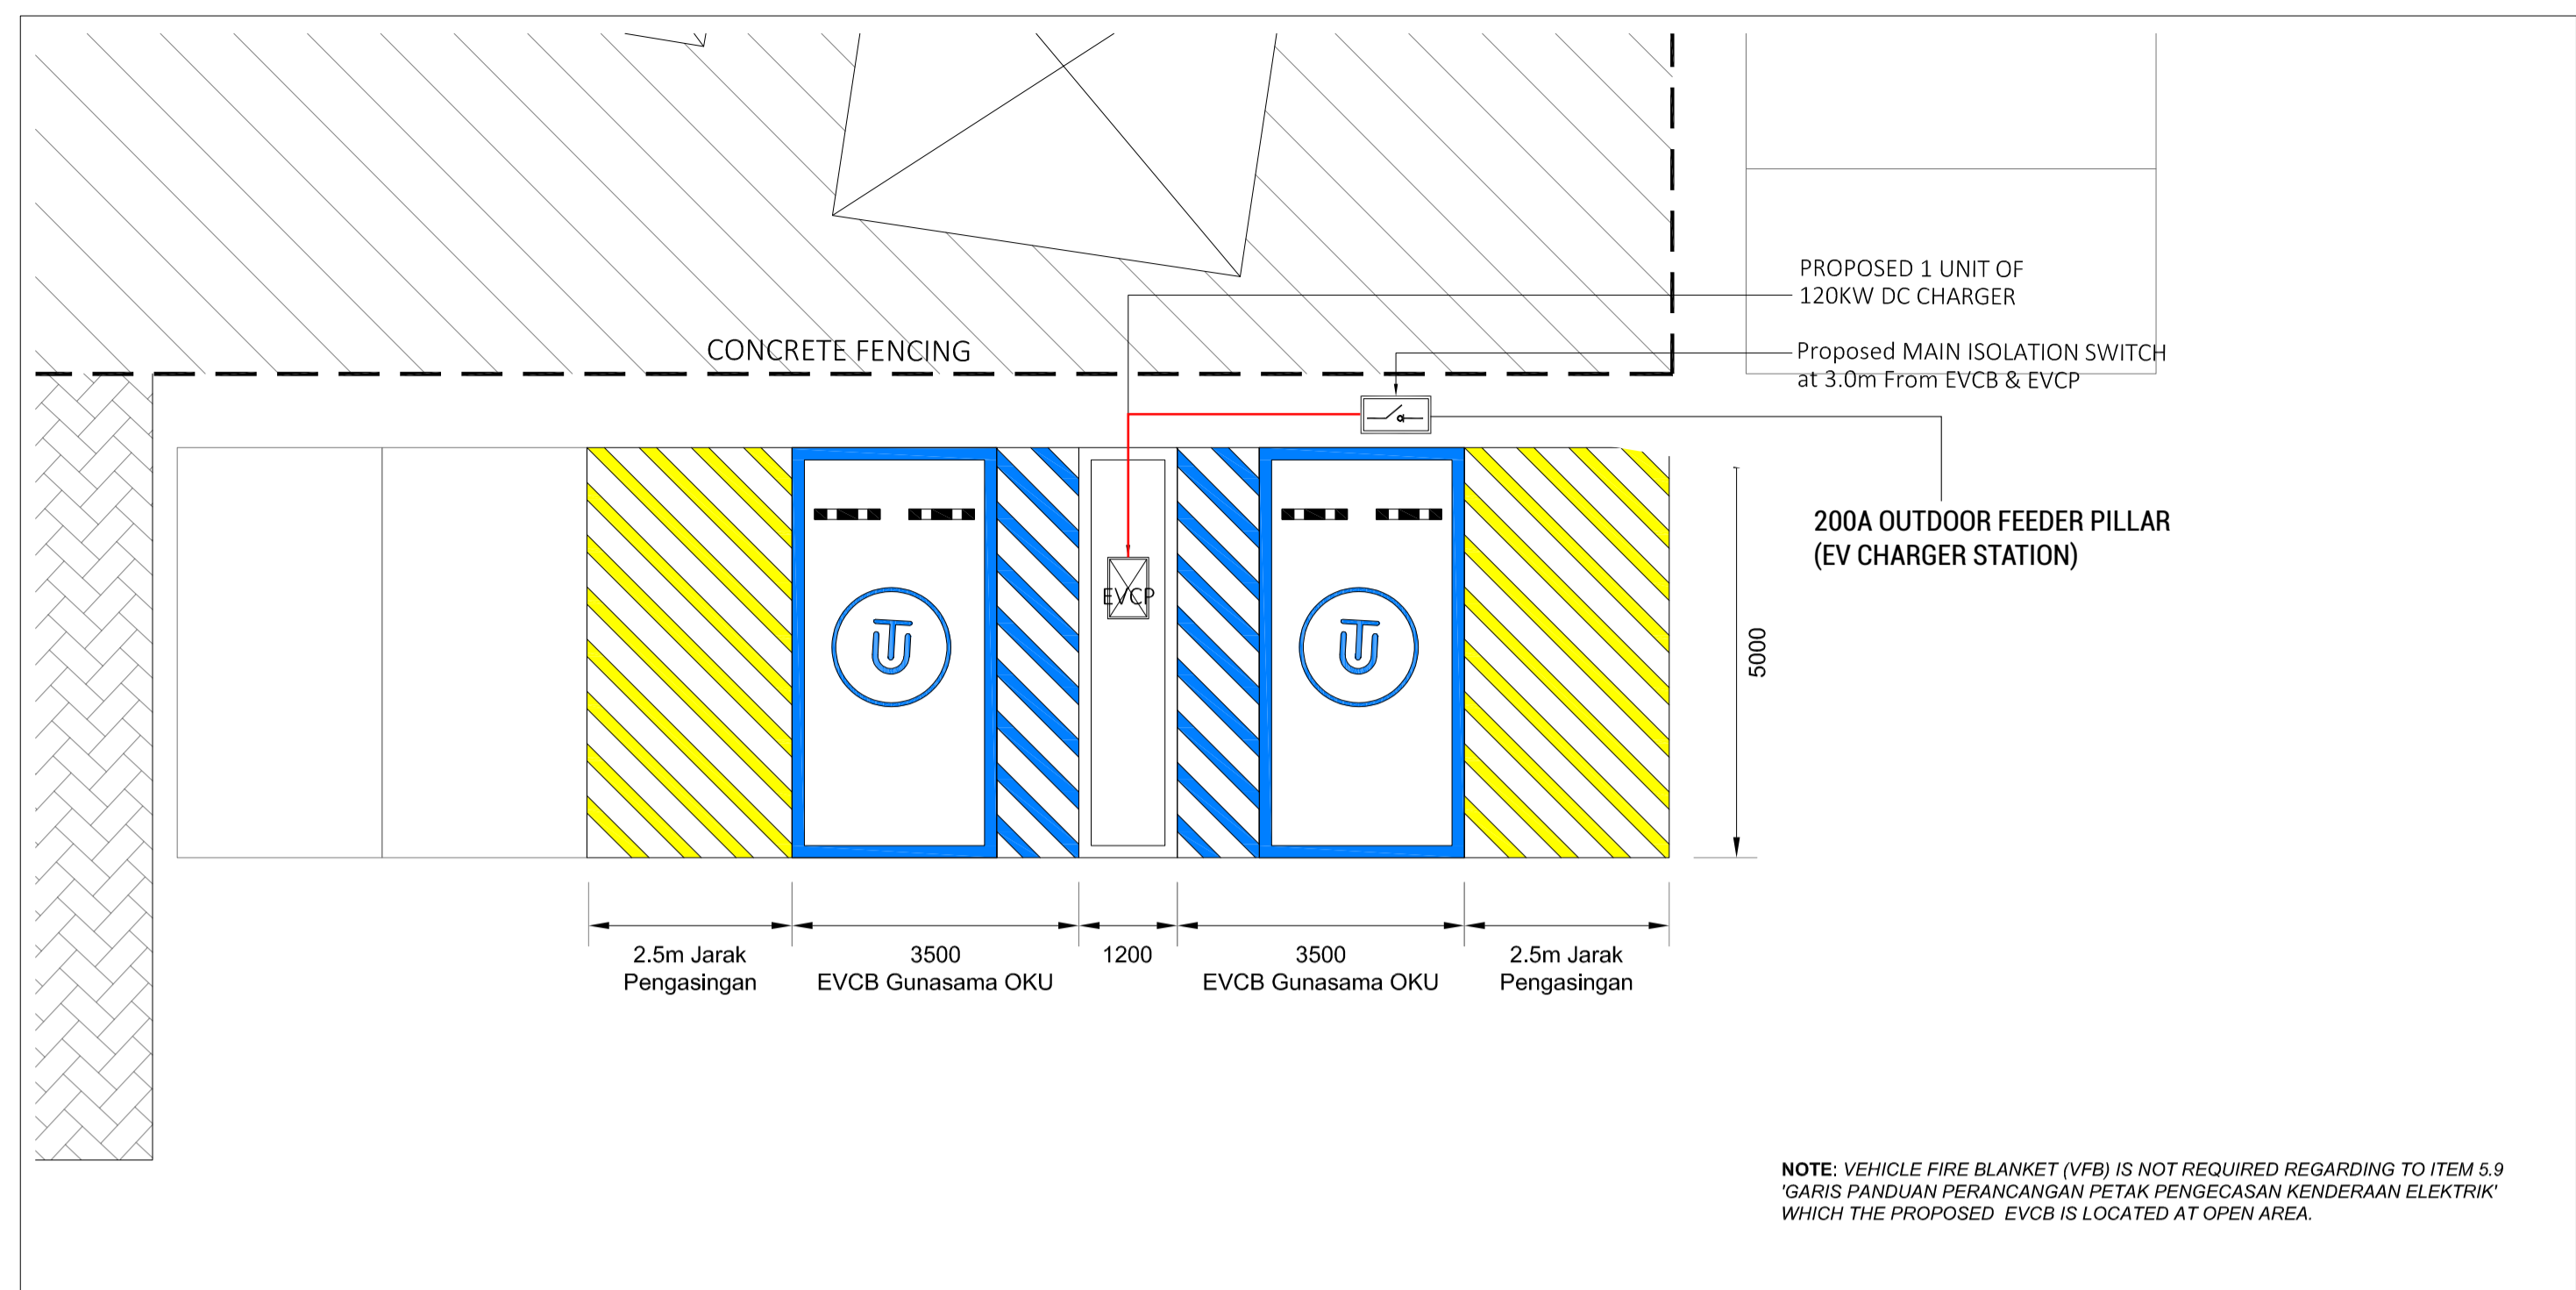 PROPOSED 1 UNIT OF
120KW DC CHARGER
CONCRETE FENCING
Proposed MAIN ISOLATION SWITCH
at 3.0m From EVCB & EVCP
200A OUTDOOR FEEDER PILLAR
(EV CHARGER STATION)
EVCP
5000
2.5m Jarak
Pengasingan
3500
EVCB Gunasama OKU
1200
3500
EVCB Gunasama OKU
2.5m Jarak
Pengasingan
NOTE: VEHICLE FIRE BLANKET (VFB) IS NOT REQUIRED REGARDING TO ITEM 5.9
'GARIS PANDUAN PERANCANGAN PETAK PENGECASAN KENDERAAN ELEKTRIK'
WHICH THE PROPOSED EVCB IS LOCATED AT OPEN AREA.